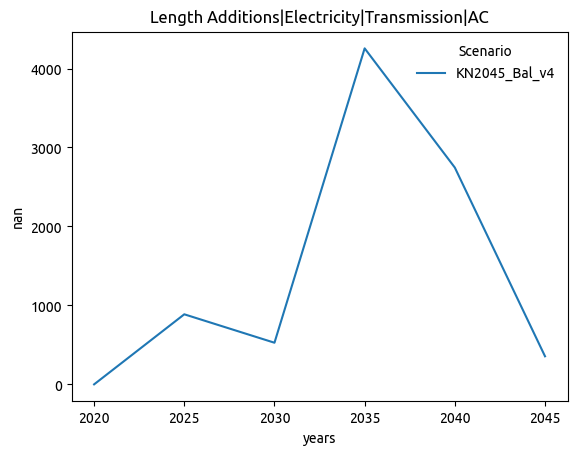 Length Additions|Electricity|Transmission|AC
Scenario
KN2045_Bal_v4
nan
4000
3000
2000
1000
0
2020 2025 2030 2035 2040 2045
years